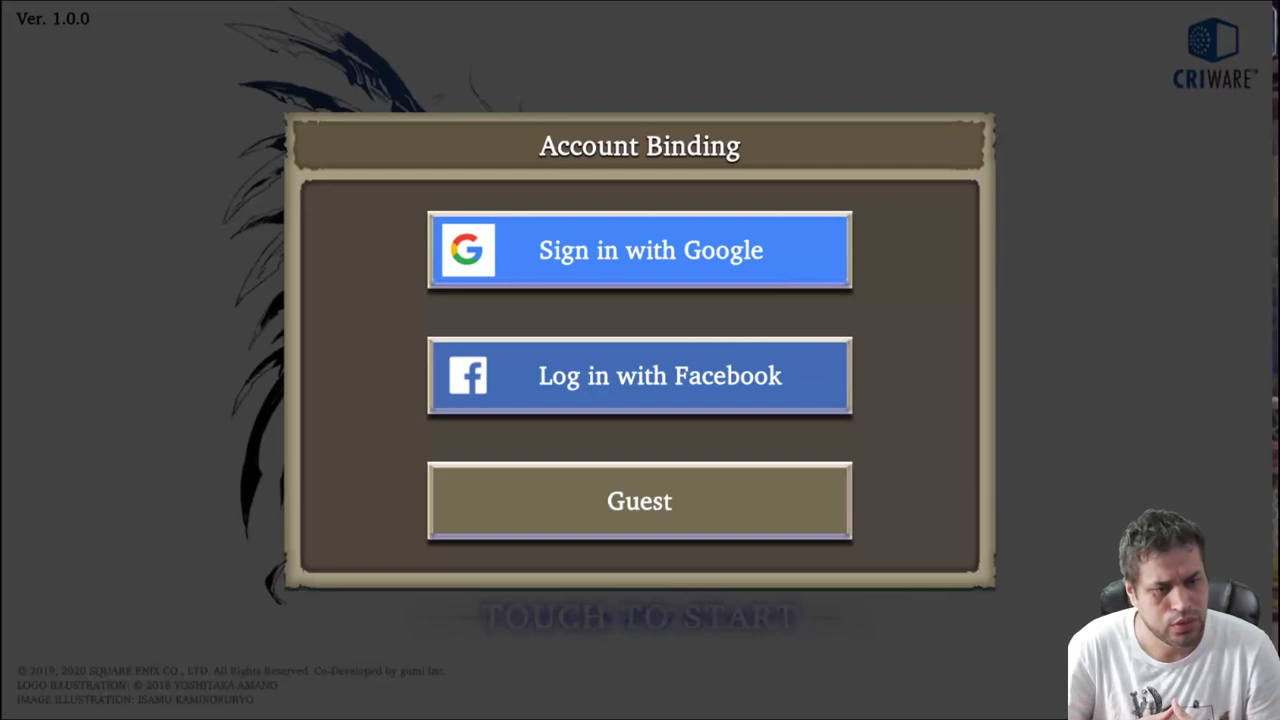 Ver. 1.0.0
CRIWARE™
Account Binding
Sign in with Google
Log in with Facebook
Guest
TOUCH TO START
© 2019, 2020 SQUARE ENIX CO., LTD. All Rights Reserved. Co-Developed by gumi Inc.
LOGO ILLUSTRATION: © 2018 YOSHITAKA AMANO
IMAGE ILLUSTRATION: ISAMU KAMIKOKURYO